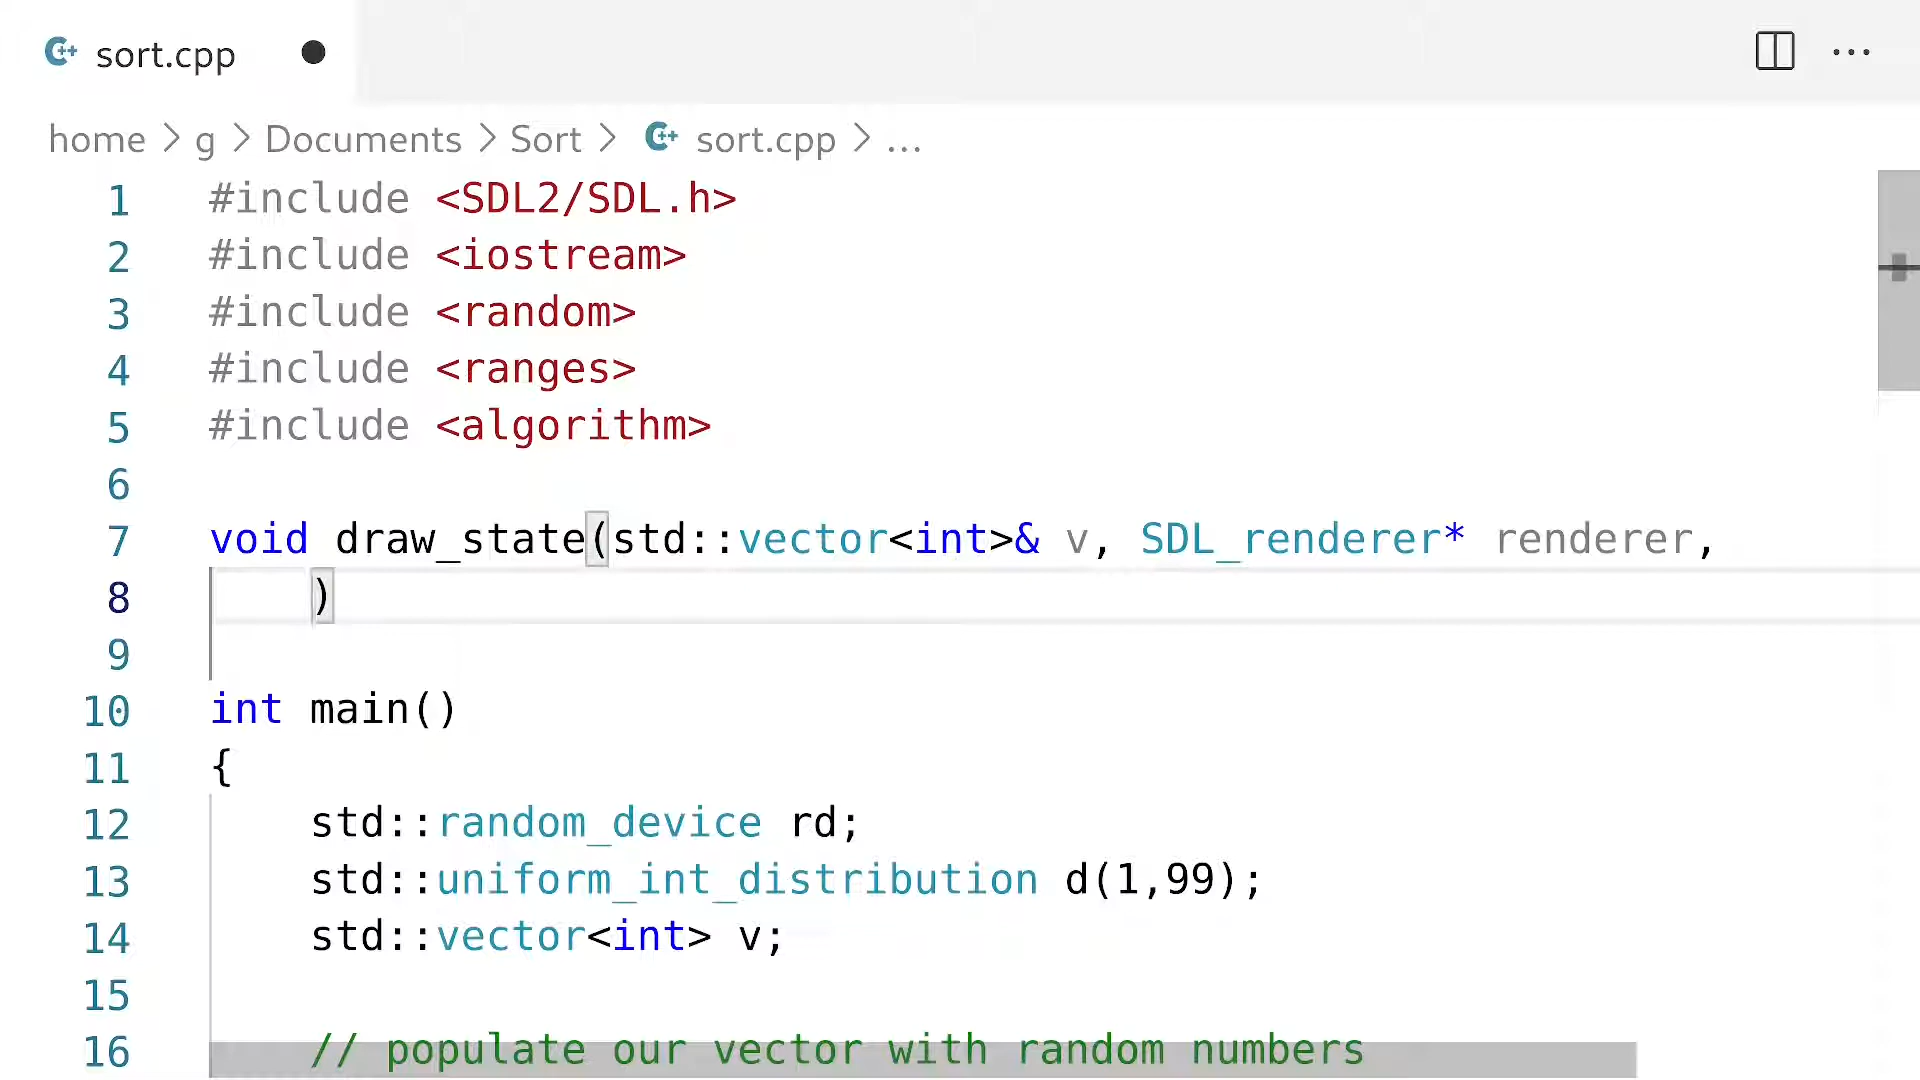 sort.cpp ●
home > g > Documents > Sort > sort.cpp > ...
1 #include <SDL2/SDL.h>
2 #include <iostream>
3 #include <random>
4 #include <ranges>
5 #include <algorithm>
6
7 void draw_state(std::vector<int>& v, SDL_renderer* renderer,
8     )
9
10 int main()
11 {
12     std::random_device rd;
13     std::uniform_int_distribution d(1,99);
14     std::vector<int> v;
15
16     // populate our vector with random numbers